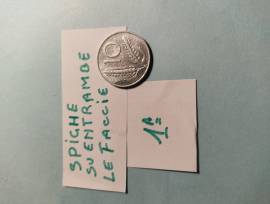 SPIGHE
SU ENTRAMBE
LE FACCIE
1ª